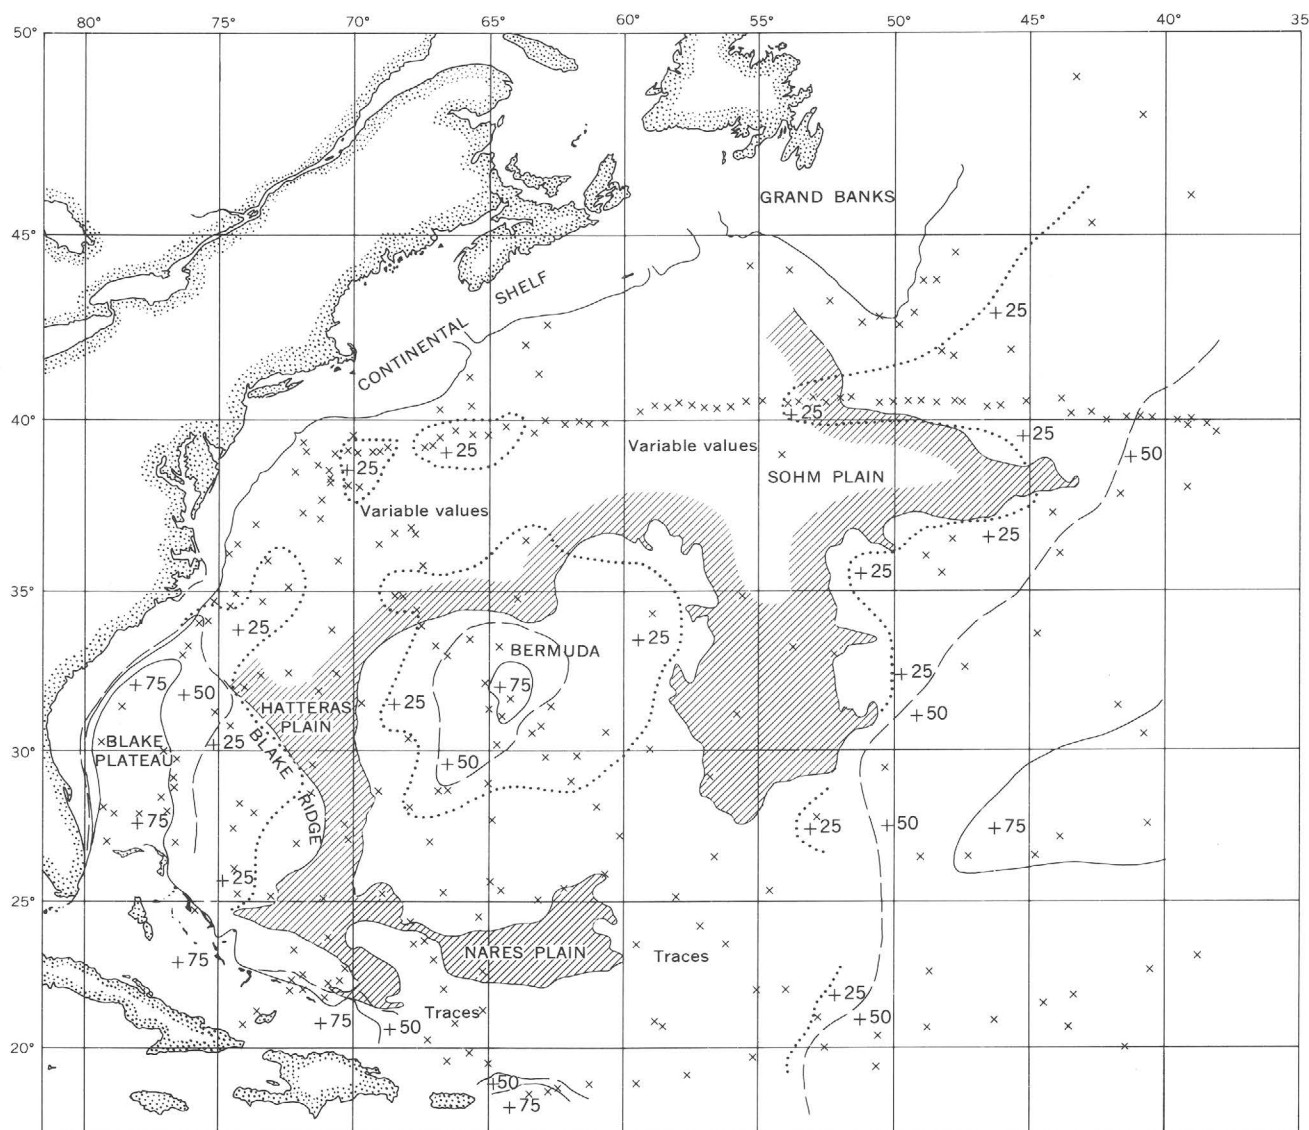 80° 75° 70° 65° 60° 55° 50° 45° 40° 35
50°
GRAND BANKS
45°
CONTINENTAL SHELF
+25
40°
+25
+25
+25
+25
Variable values
+50
SOHM PLAIN
Variable values
+25
+25
35°
+25
+25
BERMUDA
+25
+75
+50
+75
+25
HATTERAS
PLAIN
+25
+50
BLAKE
PLATEAU
+25
BLAKE RIDGE
30°
+50
+75
+25
+50
+75
+25
25°
NARES PLAIN
Traces
+75
+25
Traces
+75
+50
+50
20°
+50
+75